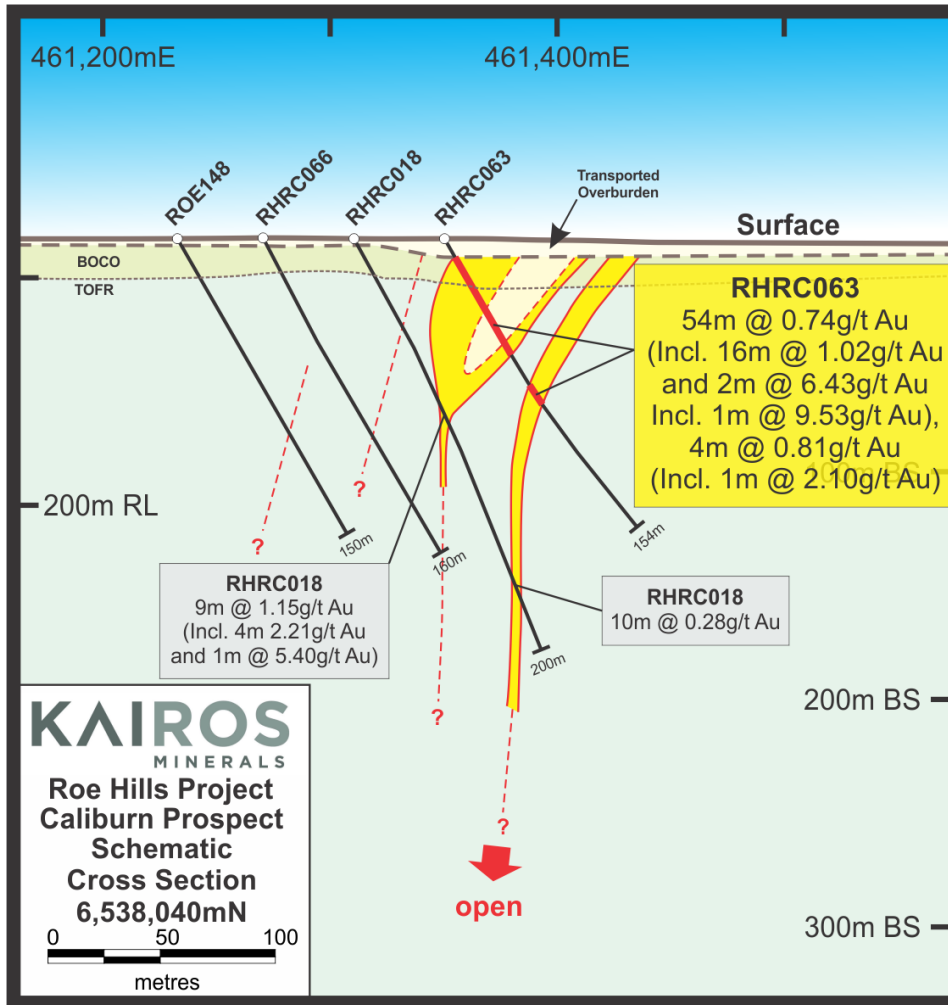 461,200mE
461,400mE
ROE148
RHRC066
RHRC018
RHRC063
Transported
Overburden
Surface
BOCO
TOFR
RHRC063
54m @ 0.74g/t Au
(Incl. 16m @ 1.02g/t Au
and 2m @ 6.43g/t Au
Incl. 1m @ 9.53g/t Au),
4m @ 0.81g/t Au
(Incl. 1m @ 2.10g/t Au)
100m BS
200m RL
?
?
150m
160m
154m
RHRC018
9m @ 1.15g/t Au
(Incl. 4m 2.21g/t Au
and 1m @ 5.40g/t Au)
RHRC018
10m @ 0.28g/t Au
200m
200m BS
?
?
open
300m BS
KAIROS
MINERALS
Roe Hills Project
Caliburn Prospect
Schematic
Cross Section
6,538,040mN
0 50 100
metres